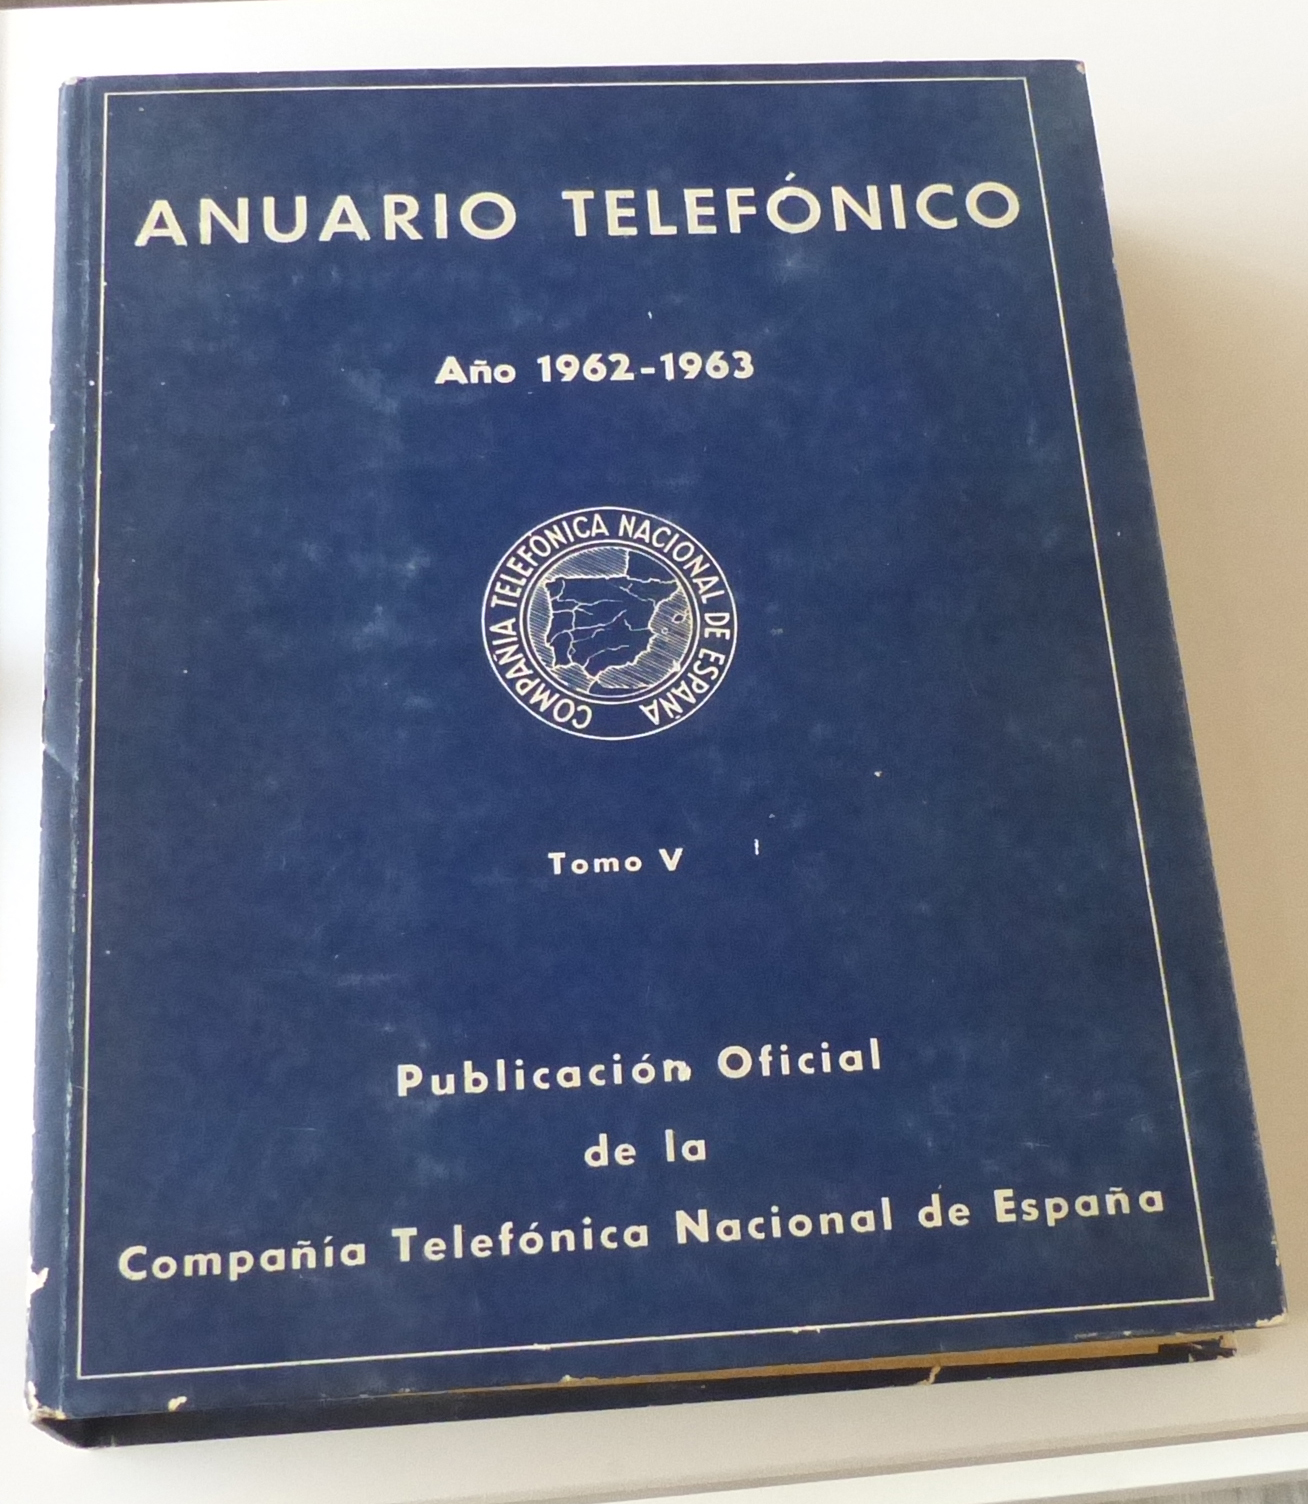 ANUARIO TELEFÓNICO
Año 1962-1963
COMPAÑIA TELEFÓNICA NACIONAL DE ESPAÑA
Tomo V
Publicación Oficial
de la
Compañía Telefónica Nacional de España